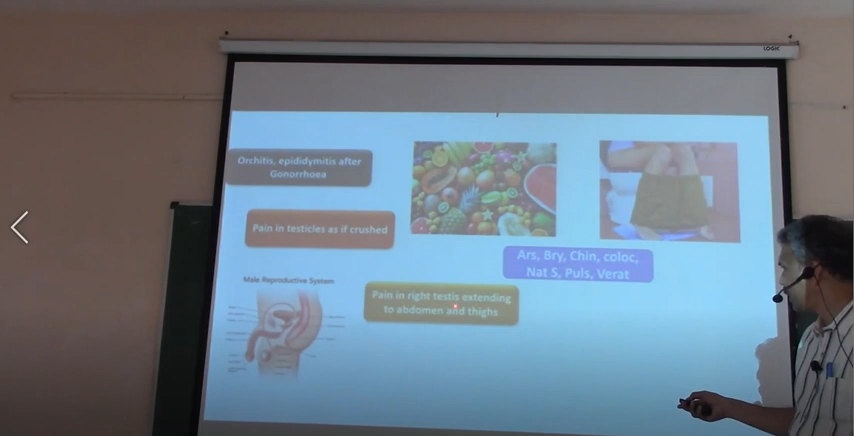 LOGIC
Orchitis, epididymitis after
Gonorrhoea
Pain in testicles as if crushed
Ars, Bry, Chin, coloc,
Nat S, Puls, Verat
Male Reproductive System
Pain in right testis extending
to abdomen and thighs